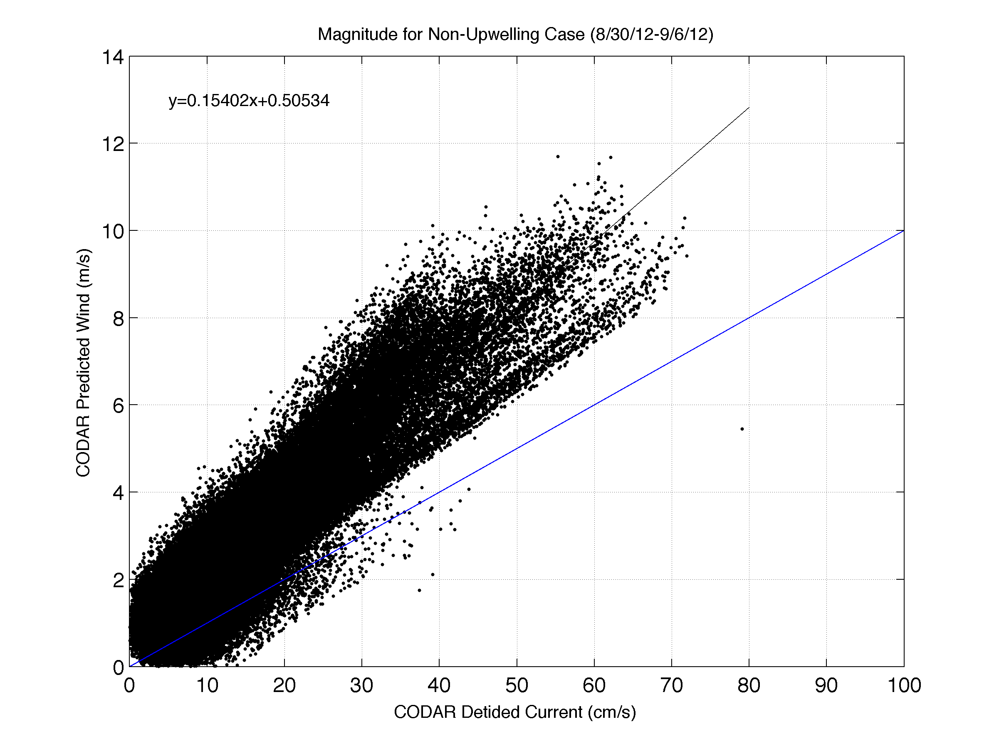 Magnitude for Non-Upwelling Case (8/30/12-9/6/12)
14
y=0.15402x+0.50534
12
10
8
6
4
2
0
CODAR Predicted Wind (m/s)
0 10 20 30 40 50 60 70 80 90 100
CODAR Detided Current (cm/s)